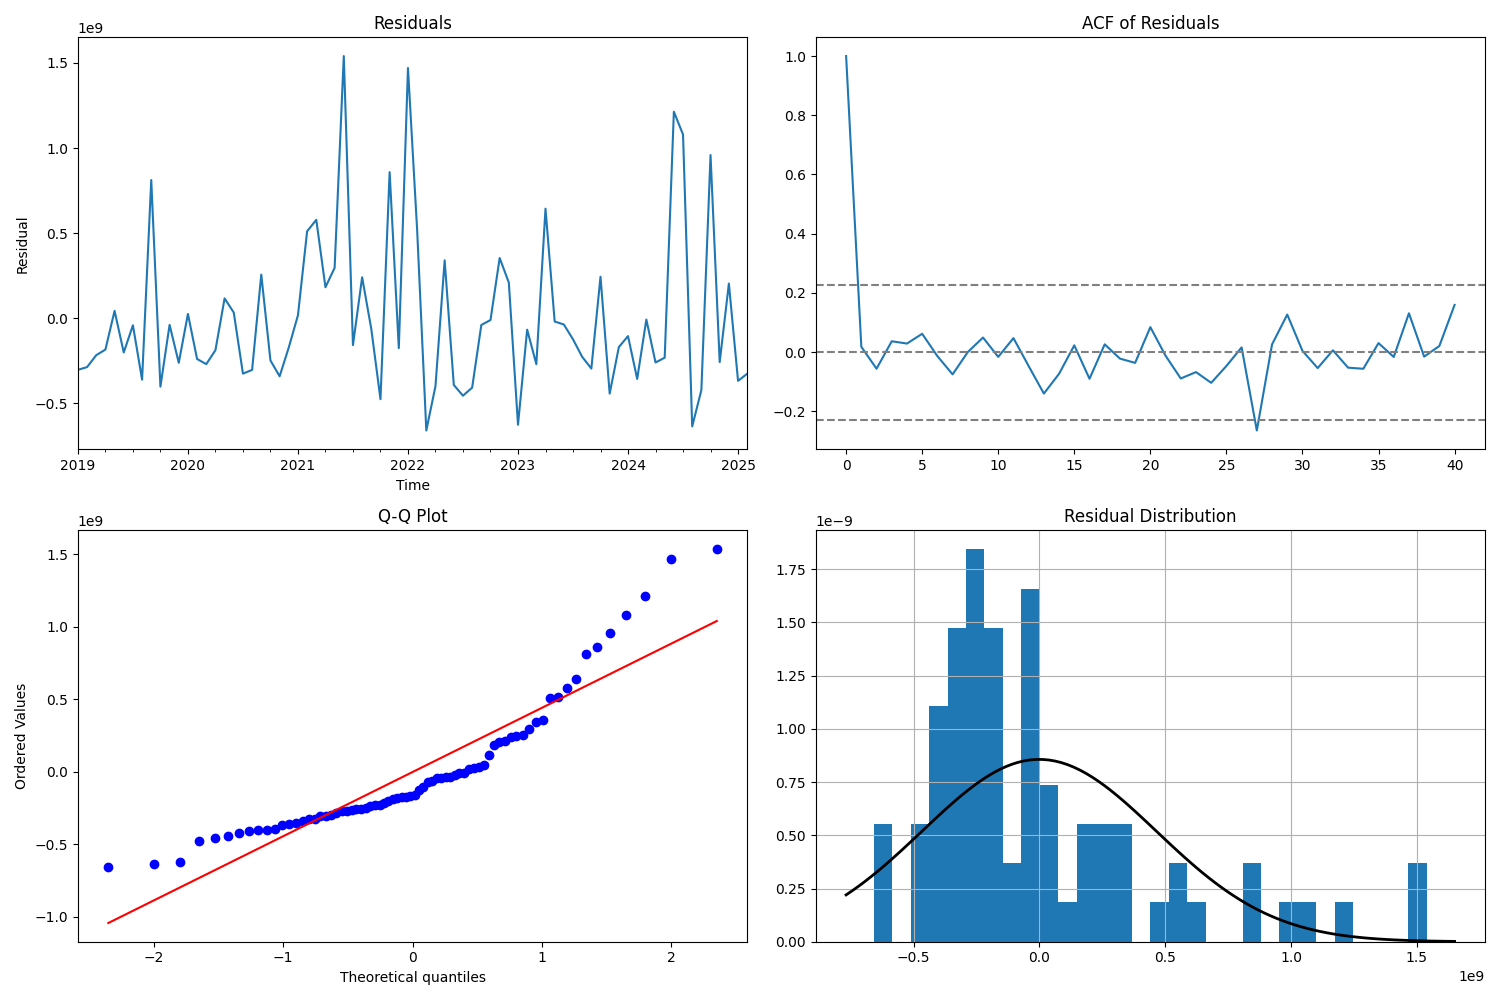 Residuals
1e9
1.5
1.0
0.5
0.0
−0.5
Residual
2019 2020 2021 2022 2023 2024 2025
Time
ACF of Residuals
1.0
0.8
0.6
0.4
0.2
0.0
−0.2
0 5 10 15 20 25 30 35 40
Q-Q Plot
1e9
1.5
1.0
0.5
0.0
−0.5
−1.0
Ordered Values
−2 −1 0 1 2
Theoretical quantiles
Residual Distribution
1e−9
1.75
1.50
1.25
1.00
0.75
0.50
0.25
0.00
−0.5 0.0 0.5 1.0 1.5
1e9